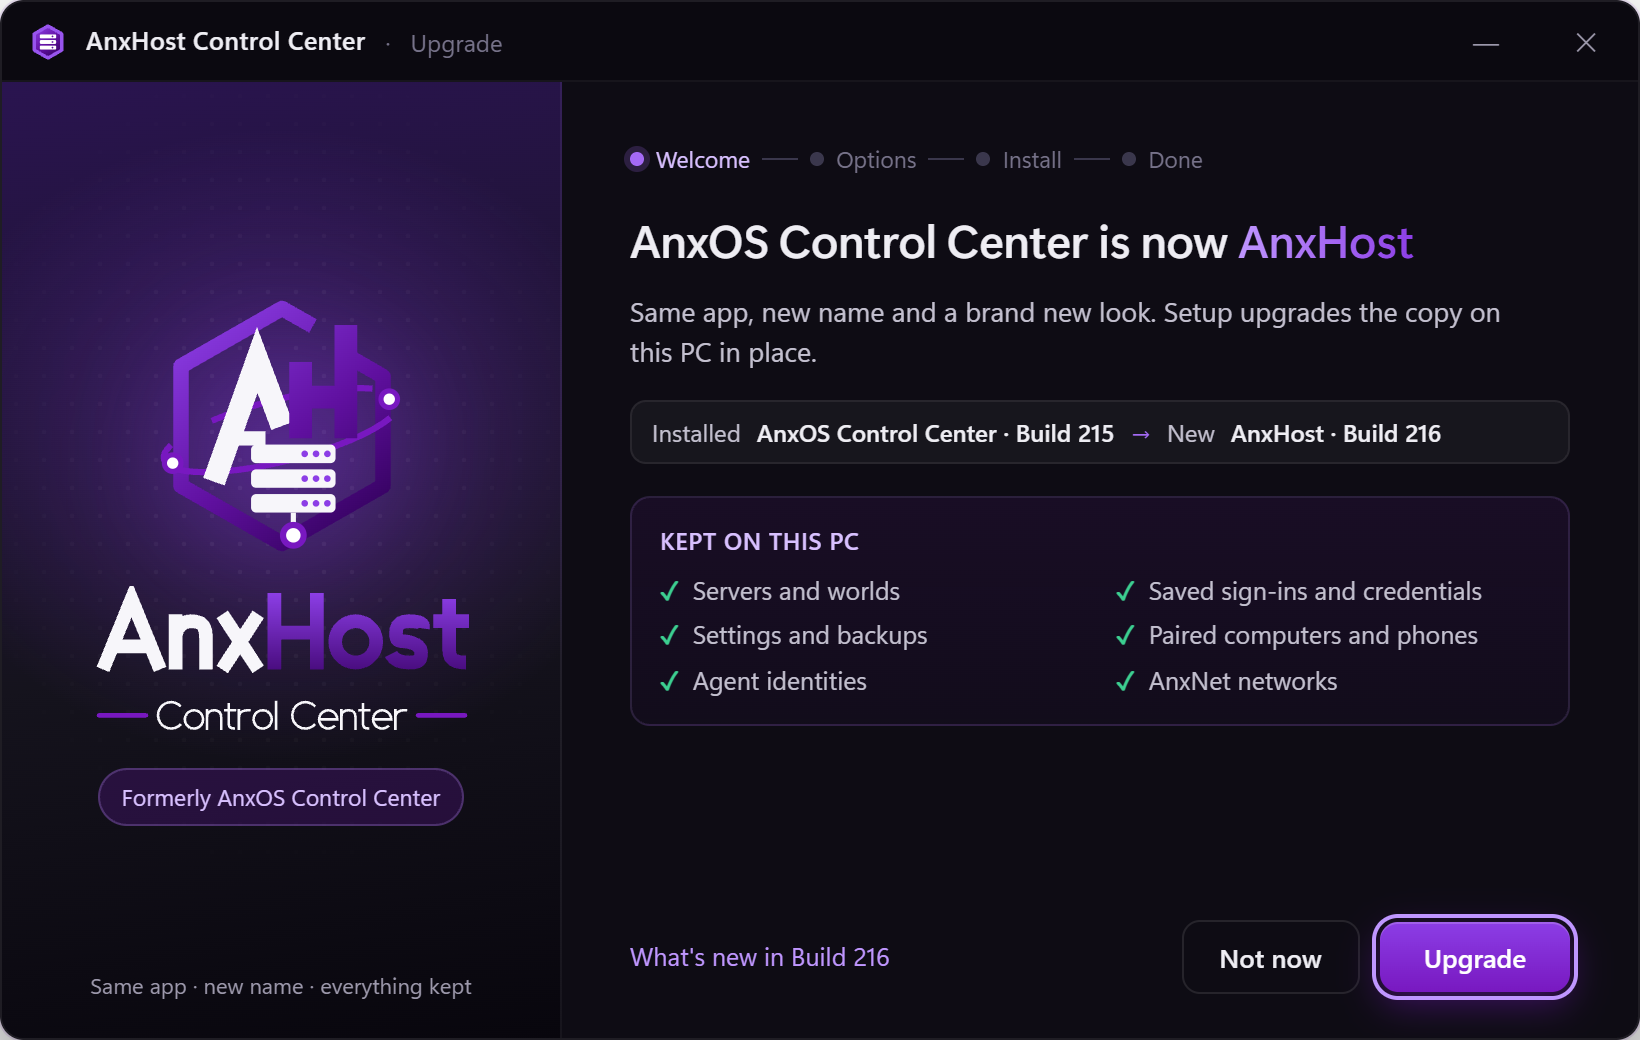 AnxHost Control Center · Upgrade
AH
AnxHost
Control Center
Formerly AnxOS Control Center
Same app · new name · everything kept
Welcome
Options
Install
Done
AnxOS Control Center is now AnxHost
Same app, new name and a brand new look. Setup upgrades the copy on
this PC in place.
Installed AnxOS Control Center · Build 215 → New AnxHost · Build 216
KEPT ON THIS PC
✓ Servers and worlds
✓ Saved sign-ins and credentials
✓ Settings and backups
✓ Paired computers and phones
✓ Agent identities
✓ AnxNet networks
What's new in Build 216
Not now
Upgrade